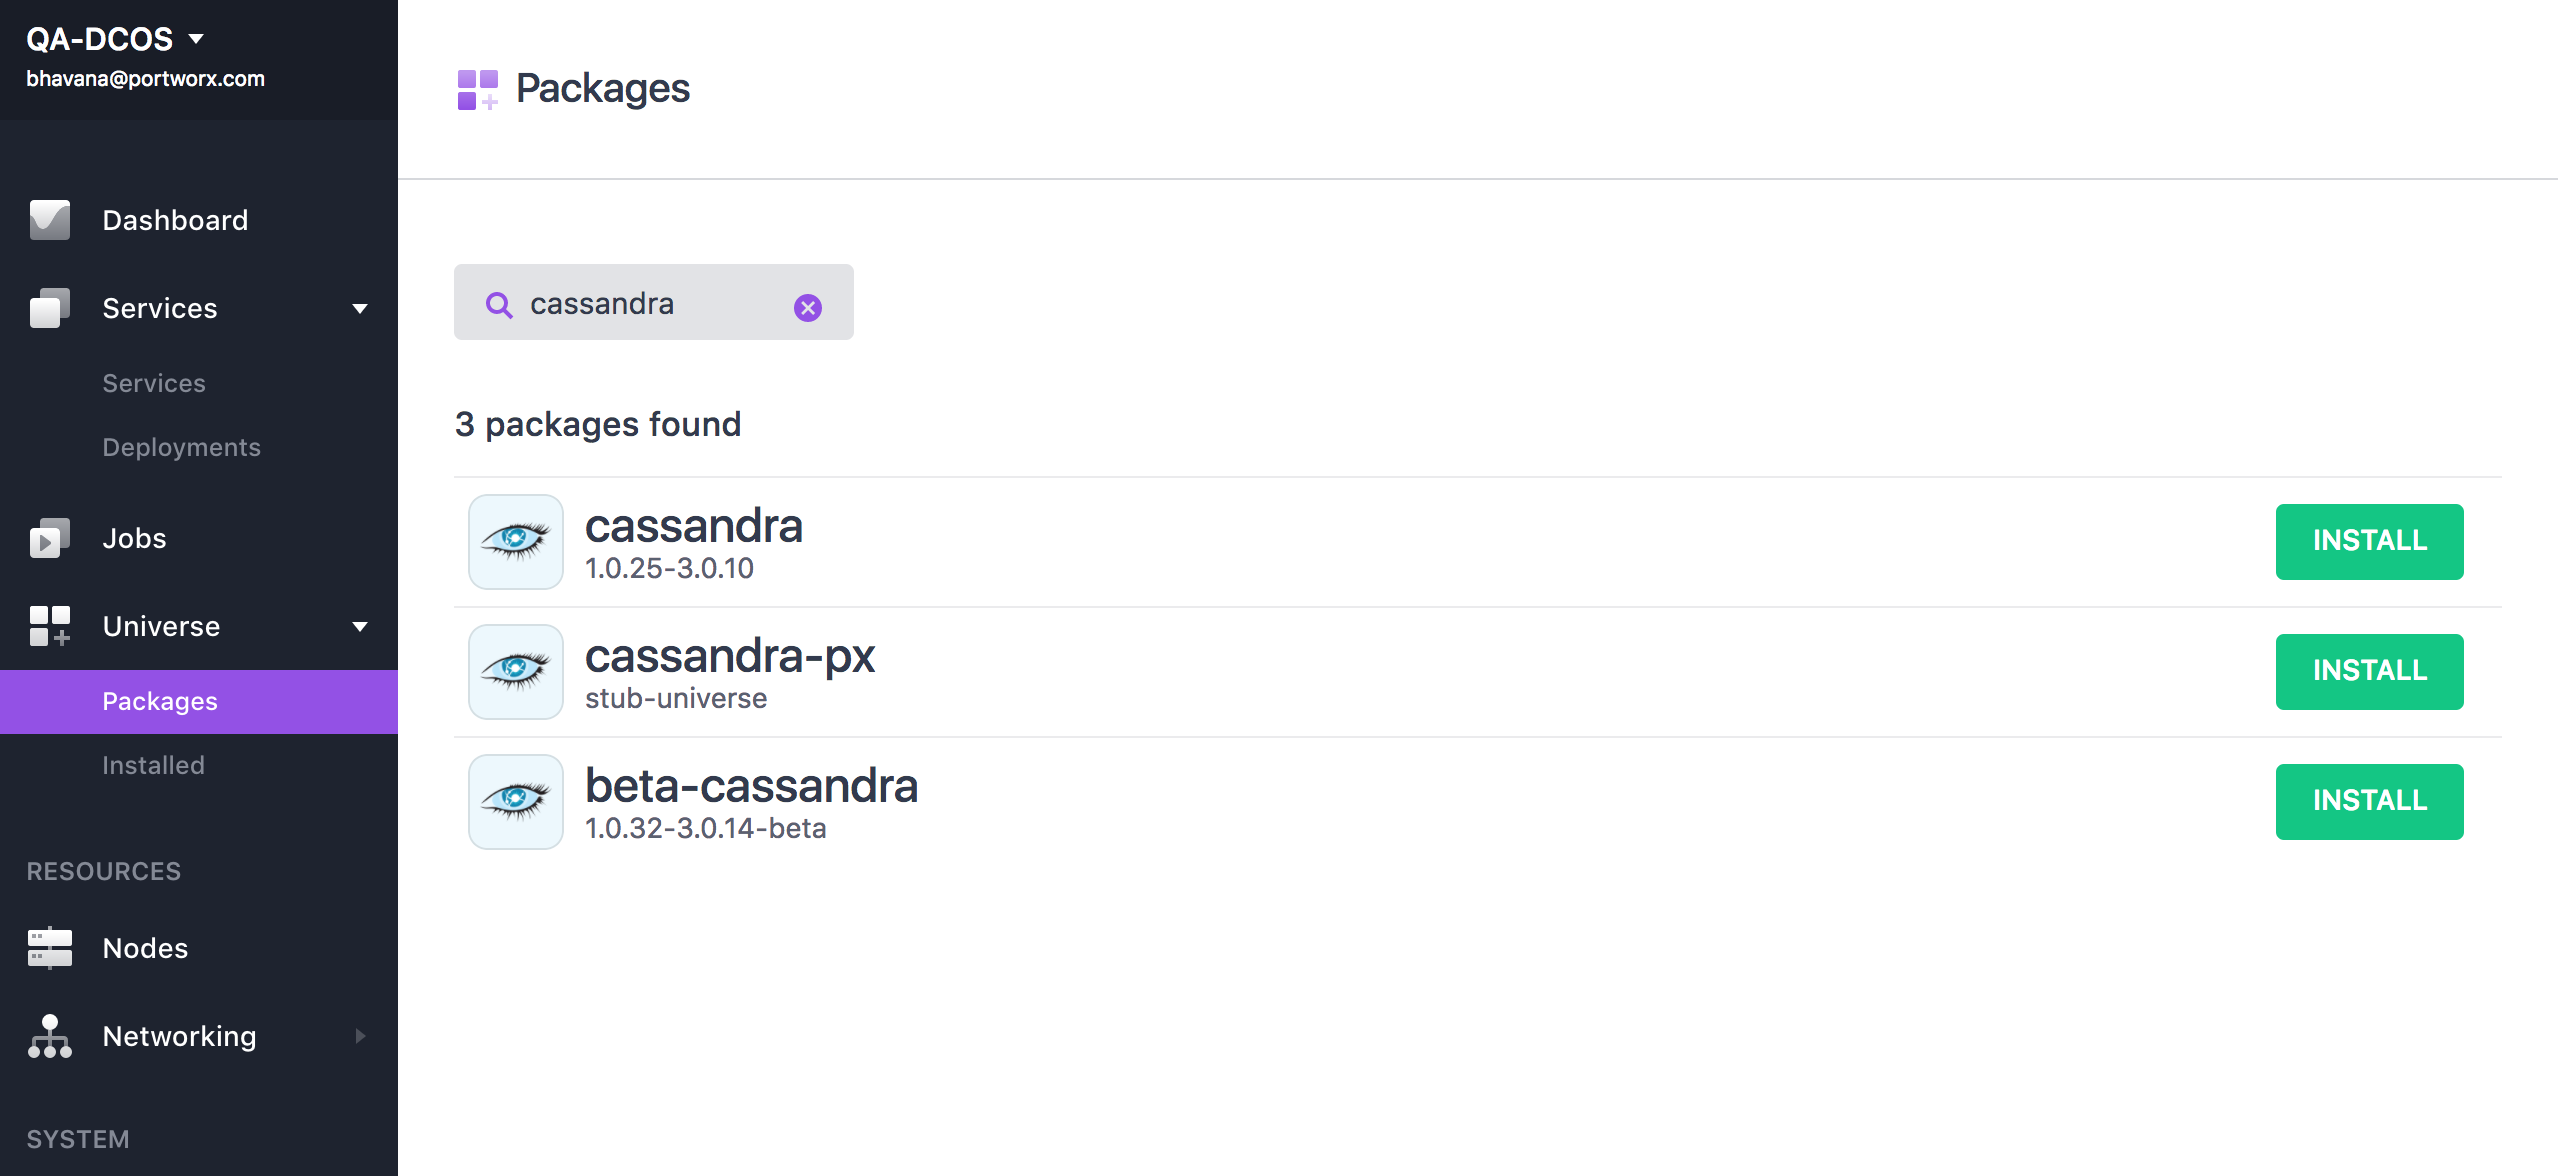 QA-DCOS
bhavana@portworx.com
Dashboard
Services
Services
Deployments
Jobs
Universe
Packages
Installed
RESOURCES
Nodes
Networking
SYSTEM
Packages
cassandra
3 packages found
cassandra
1.0.25-3.0.10
INSTALL
cassandra-px
stub-universe
INSTALL
beta-cassandra
1.0.32-3.0.14-beta
INSTALL